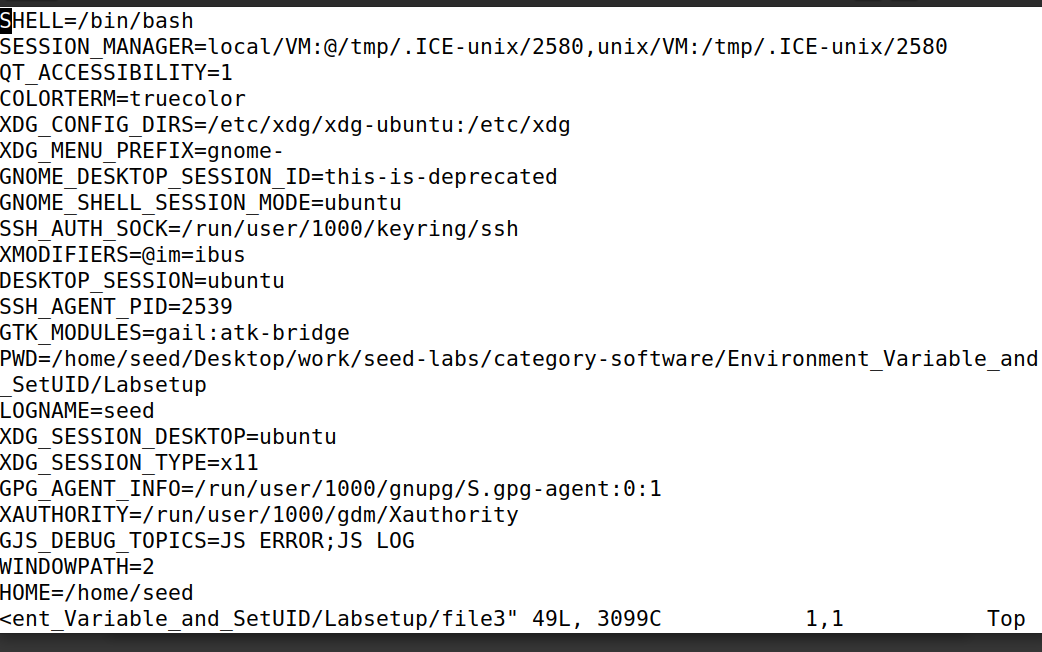 SHELL=/bin/bash
SESSION_MANAGER=local/VM:@/tmp/.ICE-unix/2580,unix/VM:/tmp/.ICE-unix/2580
QT_ACCESSIBILITY=1
COLORTERM=truecolor
XDG_CONFIG_DIRS=/etc/xdg/xdg-ubuntu:/etc/xdg
XDG_MENU_PREFIX=gnome-
GNOME_DESKTOP_SESSION_ID=this-is-deprecated
GNOME_SHELL_SESSION_MODE=ubuntu
SSH_AUTH_SOCK=/run/user/1000/keyring/ssh
XMODIFIERS=@im=ibus
DESKTOP_SESSION=ubuntu
SSH_AGENT_PID=2539
GTK_MODULES=gail:atk-bridge
PWD=/home/seed/Desktop/work/seed-labs/category-software/Environment_Variable_and
_SetUID/Labsetup
LOGNAME=seed
XDG_SESSION_DESKTOP=ubuntu
XDG_SESSION_TYPE=x11
GPG_AGENT_INFO=/run/user/1000/gnupg/S.gpg-agent:0:1
XAUTHORITY=/run/user/1000/gdm/Xauthority
GJS_DEBUG_TOPICS=JS ERROR;JS LOG
WINDOWPATH=2
HOME=/home/seed
<ent_Variable_and_SetUID/Labsetup/file3" 49L, 3099C 1,1 Top